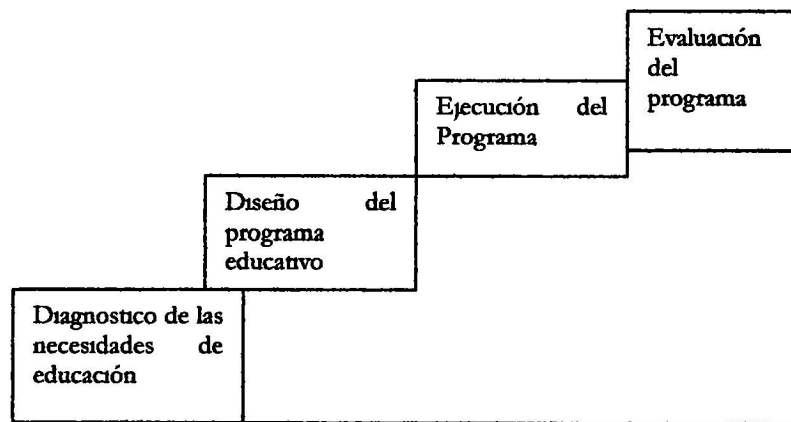 Evaluación
del
programa
Ejecución del
Programa
Diseño del
programa
educativo
Diagnostico de las
necesidades de
educación